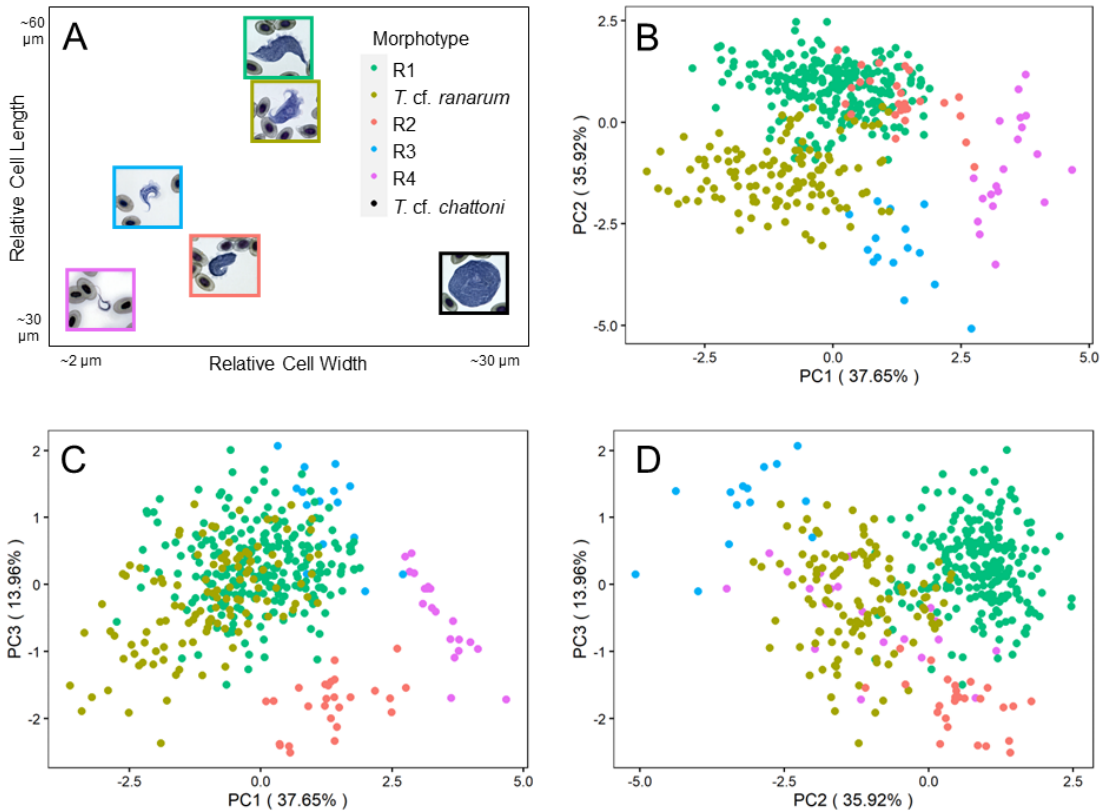 A
~60
µm
Relative Cell Length
~30
µm
~2 µm
Relative Cell Width
~30 µm
Morphotype
R1
T. cf. ranarum
R2
R3
R4
T. cf. chattoni
B
2.5
0.0
-2.5
-5.0
PC2 ( 35.92% )
-2.5
0.0
2.5
5.0
PC1 ( 37.65% )
C
2
1
0
-1
-2
PC3 ( 13.96% )
-2.5
0.0
2.5
5.0
PC1 ( 37.65% )
D
2
1
0
-1
-2
PC3 ( 13.96% )
-5.0
-2.5
0.0
2.5
PC2 ( 35.92% )